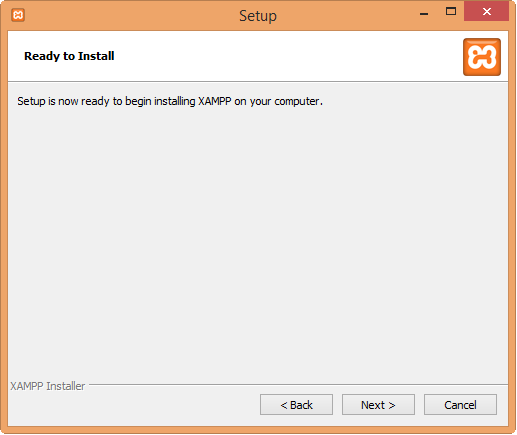 Setup
Ready to Install
Setup is now ready to begin installing XAMPP on your computer.
XAMPP Installer
< Back Next > Cancel